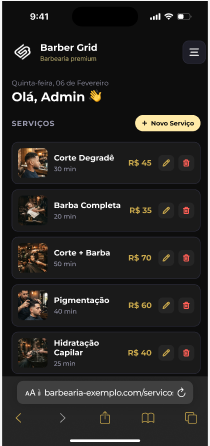 9:41
Barber Grid
Barbearia premium
Quinta-feira, 06 de Fevereiro
Olá, Admin 👋
SERVIÇOS
+ Novo Serviço
Corte Degradê
30 min
R$ 45
Barba Completa
20 min
R$ 35
Corte + Barba
50 min
R$ 70
Pigmentação
40 min
R$ 60
Hidratação
Capilar
25 min
R$ 40
AA
barbearia-exemplo.com/servico